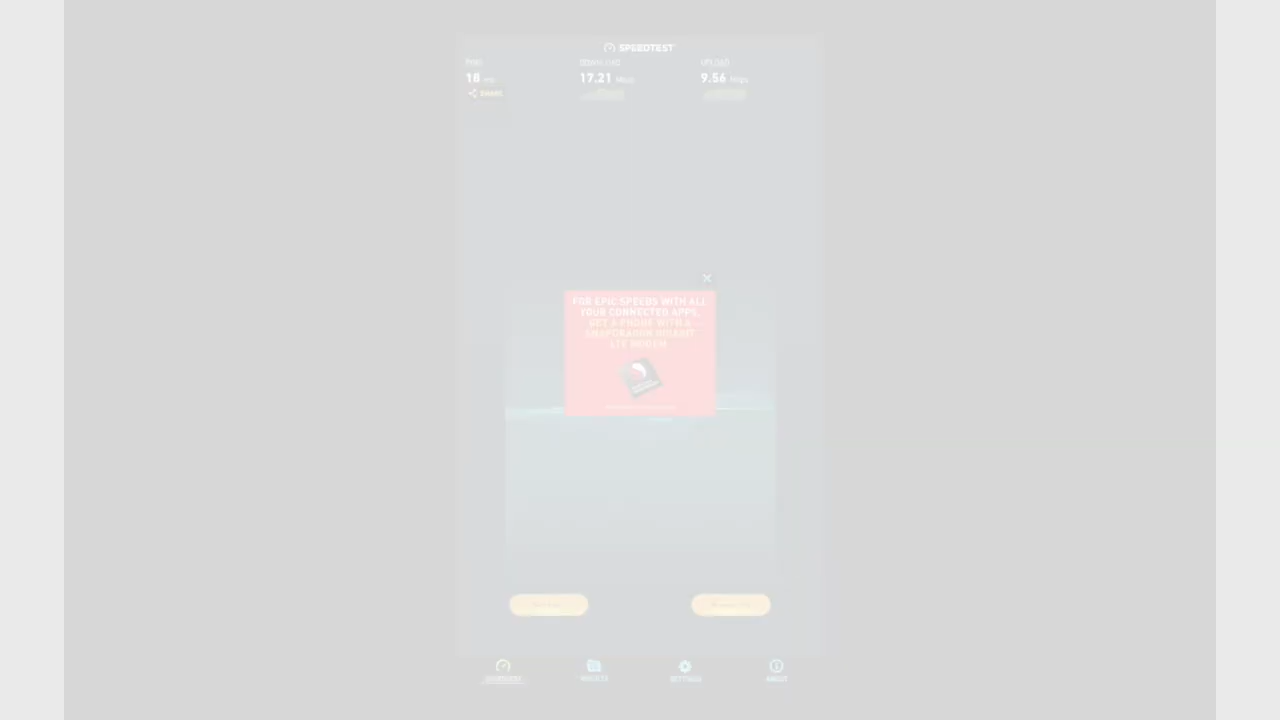 SPEEDTEST
PING DOWNLOAD UPLOAD
18 ms 17.21 Mbps 9.56 Mbps
SHARE
FOR EPIC SPEEDS WITH ALL
YOUR CONNECTED APPS,
GET A PHONE WITH A
SNAPDRAGON GIGABIT
LTE MODEM
RESULTS SETTINGS ABOUT